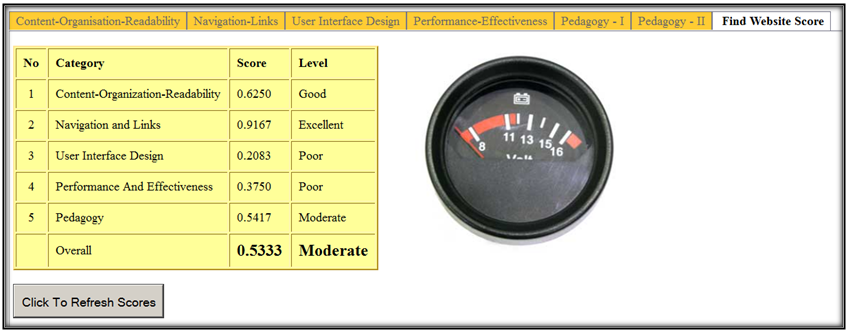 Content-Organisation-Readability Navigation-Links User Interface Design Performance-Effectiveness Pedagogy - I Pedagogy - II Find Website Score
No Category Score Level
1 Content-Organization-Readability 0.6250 Good
2 Navigation and Links 0.9167 Excellent
3 User Interface Design 0.2083 Poor
4 Performance And Effectiveness 0.3750 Poor
5 Pedagogy 0.5417 Moderate
Overall 0.5333 Moderate
8 11 13 15 16
Click To Refresh Scores